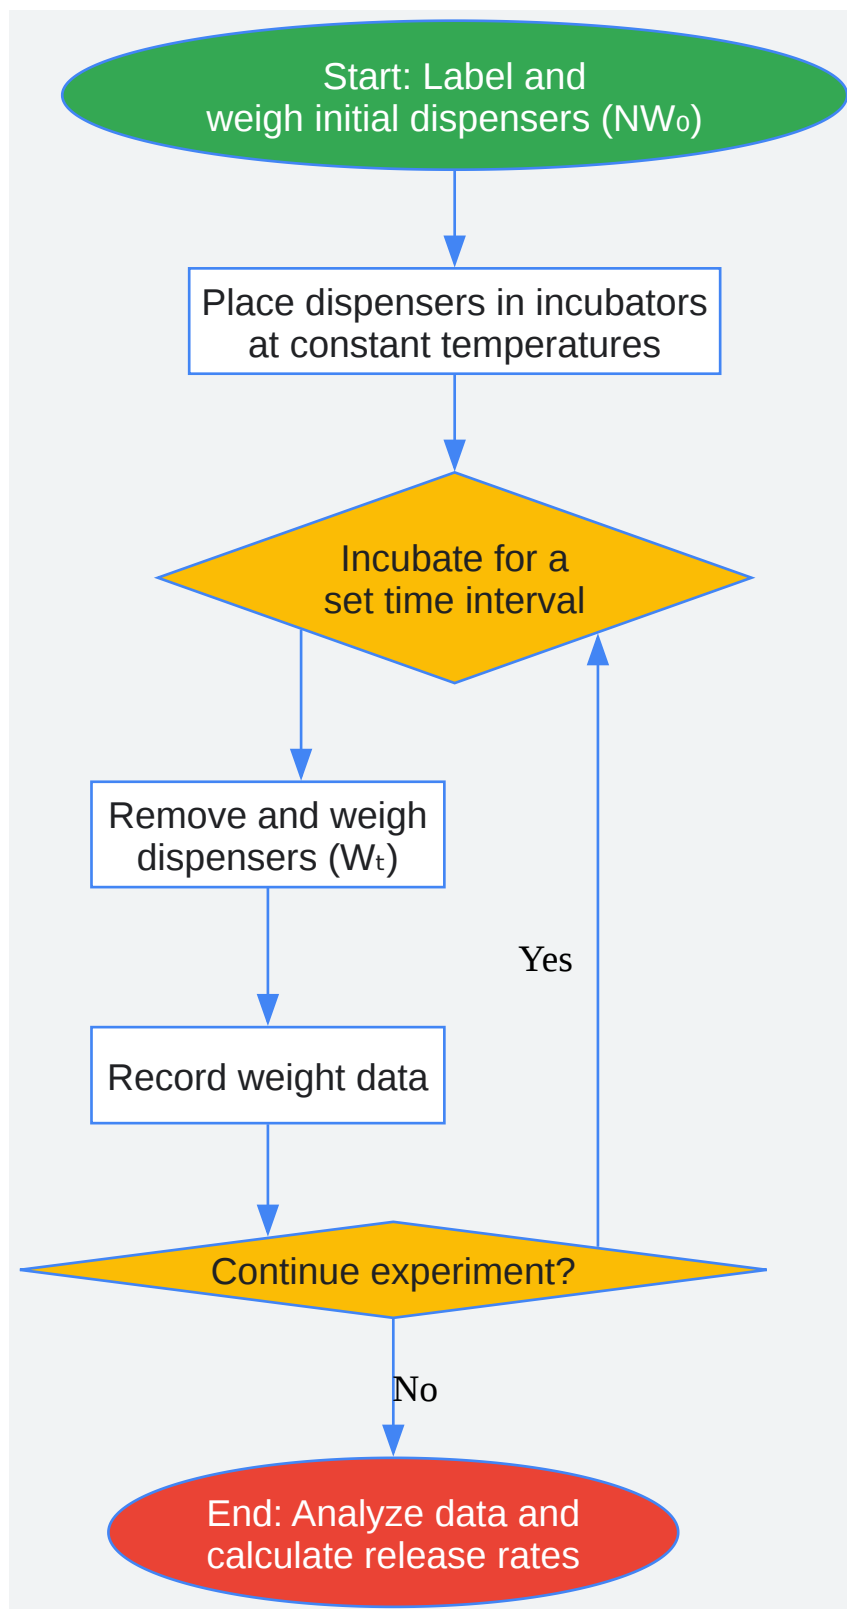 Start: Label and
weigh initial dispensers (NW₀)
Place dispensers in incubators
at constant temperatures
Incubate for a
set time interval
Remove and weigh
dispensers (Wₜ)
Yes
Record weight data
Continue experiment?
No
End: Analyze data and
calculate release rates